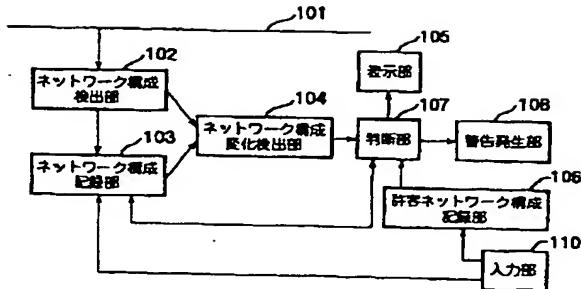 101
102
ネットワーク構成
検出部
103
ネットワーク構成
記録部
104
ネットワーク構成
変化検出部
105
表示部
107
判断部
108
警告発生部
106
許容ネットワーク構成
記録部
110
入力部